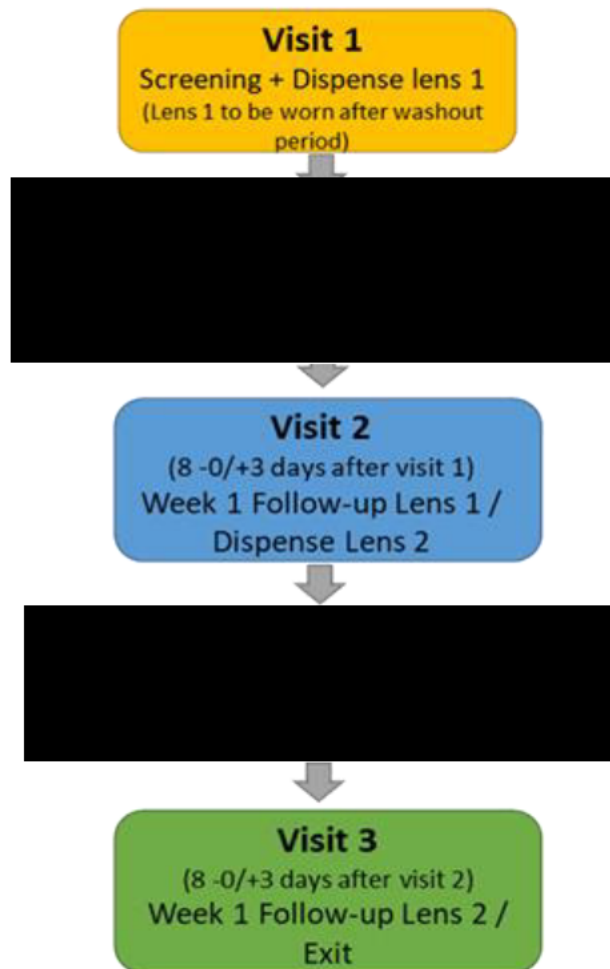 Visit 1
Screening + Dispense lens 1
(Lens 1 to be worn after washout
period)
Visit 2
(8 -0/+3 days after visit 1)
Week 1 Follow-up Lens 1 /
Dispense Lens 2
Visit 3
(8 -0/+3 days after visit 2)
Week 1 Follow-up Lens 2 /
Exit